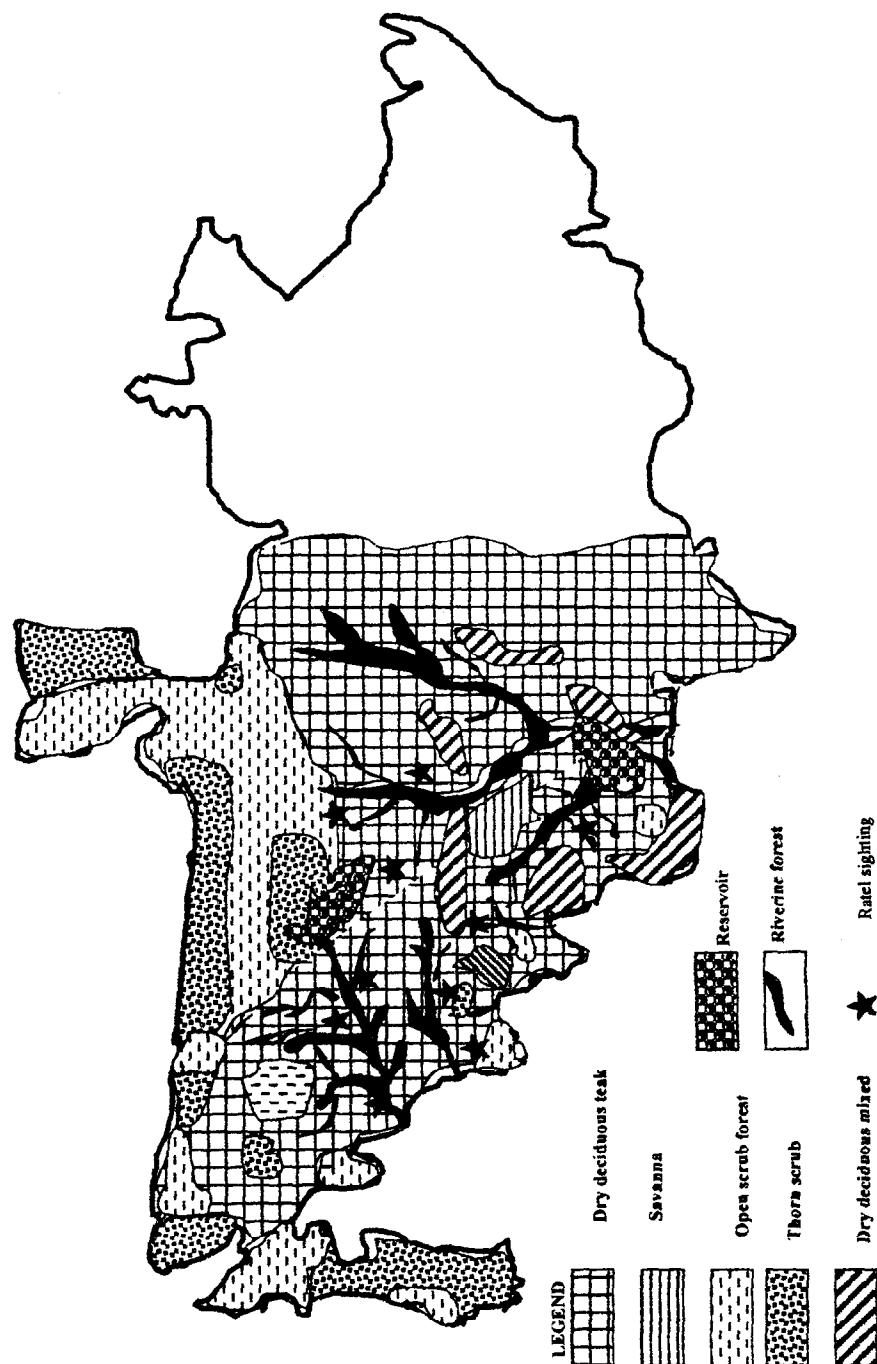 LEGEND
Dry deciduous teak
Savanna
Open scrub forest
Thorn scrub
Dry deciduous mixed
Reservoir
Riverine forest
Ratel sighting